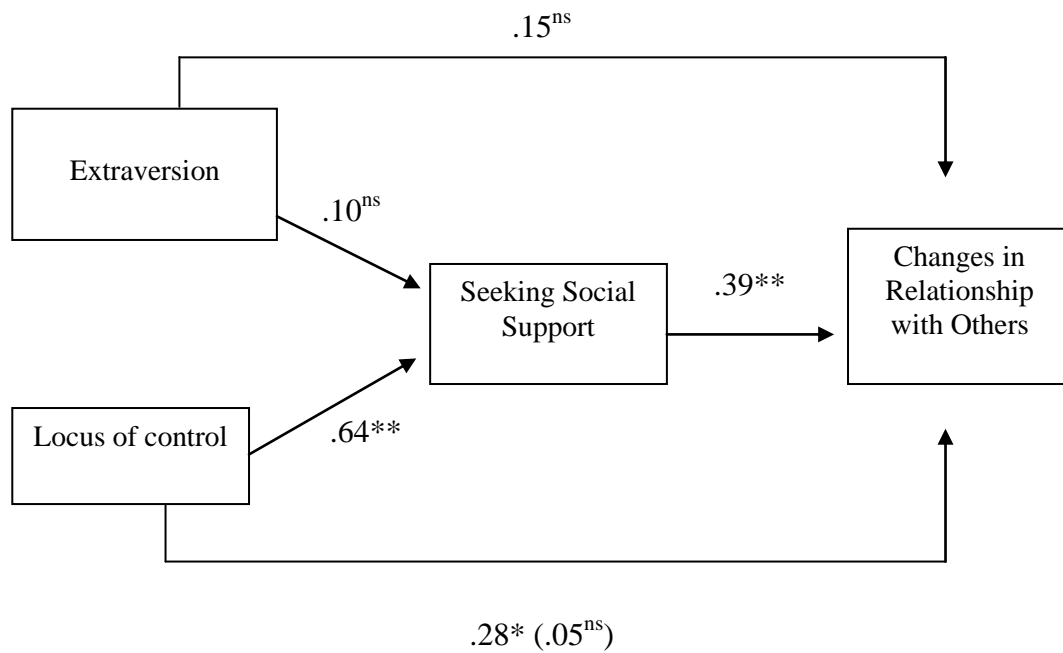 .15ns
Extraversion
.10ns
Changes in
Relationship
with Others
Seeking Social
Support
.39**
Locus of control
.64**
.28* (.05ns)